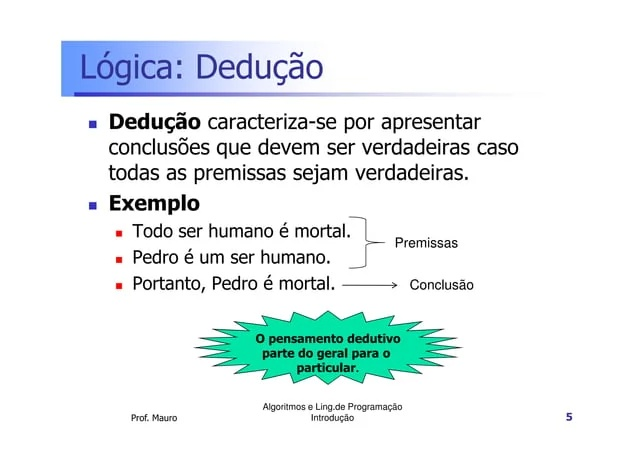 Lógica: Dedução
Dedução caracteriza-se por apresentar
conclusões que devem ser verdadeiras caso
todas as premissas sejam verdadeiras.
Exemplo
Todo ser humano é mortal.
Premissas
Pedro é um ser humano.
Portanto, Pedro é mortal.
Conclusão
O pensamento dedutivo
parte do geral para o
particular.
Prof. Mauro
Algoritmos e Ling.de Programação
Introdução
5